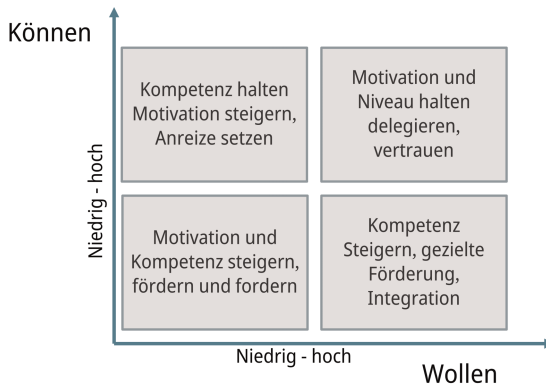 Können
Kompetenz halten
Motivation steigern,
Anreize setzen
Motivation und
Niveau halten
delegieren,
vertrauen
Niedrig - hoch
Motivation und
Kompetenz steigern,
fördern und fordern
Kompetenz
Steigern, gezielte
Förderung,
Integration
Niedrig - hoch
Wollen